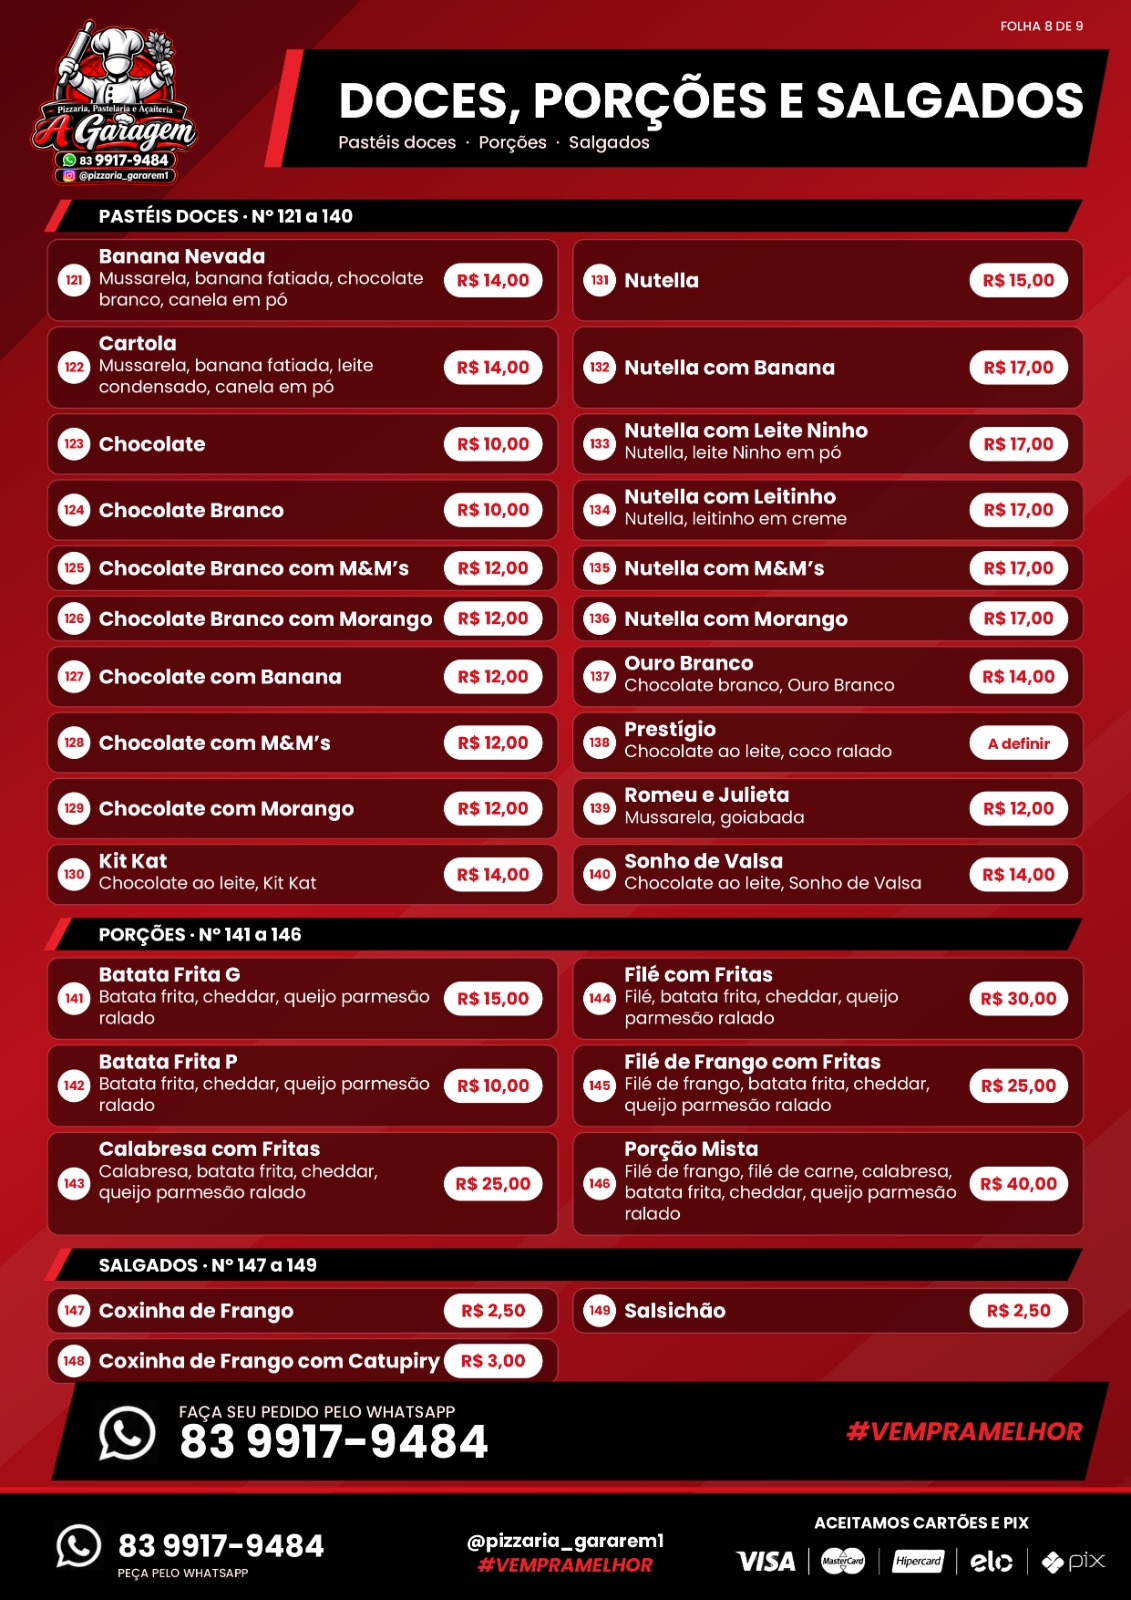 FOLHA 8 DE 9
Pizzaria, Pastelaria e Açaíteria
A Garagem
83 9917-9484
@pizzaria_gararem1
DOCES, PORÇÕES E SALGADOS
Pastéis doces · Porções · Salgados
PASTÉIS DOCES · Nº 121 a 140
121
Banana Nevada
Mussarela, banana fatiada, chocolate
branco, canela em pó
R$ 14,00
131
Nutella
R$ 15,00
122
Cartola
Mussarela, banana fatiada, leite
condensado, canela em pó
R$ 14,00
132
Nutella com Banana
R$ 17,00
123
Chocolate
R$ 10,00
133
Nutella com Leite Ninho
Nutella, leite Ninho em pó
R$ 17,00
124
Chocolate Branco
R$ 10,00
134
Nutella com Leitinho
Nutella, leitinho em creme
R$ 17,00
125
Chocolate Branco com M&M’s
R$ 12,00
135
Nutella com M&M’s
R$ 17,00
126
Chocolate Branco com Morango
R$ 12,00
136
Nutella com Morango
R$ 17,00
127
Chocolate com Banana
R$ 12,00
137
Ouro Branco
Chocolate branco, Ouro Branco
R$ 14,00
128
Chocolate com M&M’s
R$ 12,00
138
Prestígio
Chocolate ao leite, coco ralado
A definir
129
Chocolate com Morango
R$ 12,00
139
Romeu e Julieta
Mussarela, goiabada
R$ 12,00
130
Kit Kat
Chocolate ao leite, Kit Kat
R$ 14,00
140
Sonho de Valsa
Chocolate ao leite, Sonho de Valsa
R$ 14,00
PORÇÕES · Nº 141 a 146
141
Batata Frita G
Batata frita, cheddar, queijo parmesão
ralado
R$ 15,00
144
Filé com Fritas
Filé, batata frita, cheddar, queijo
parmesão ralado
R$ 30,00
142
Batata Frita P
Batata frita, cheddar, queijo parmesão
ralado
R$ 10,00
145
Filé de Frango com Fritas
Filé de frango, batata frita, cheddar,
queijo parmesão ralado
R$ 25,00
143
Calabresa com Fritas
Calabresa, batata frita, cheddar,
queijo parmesão ralado
R$ 25,00
146
Porção Mista
Filé de frango, filé de carne, calabresa,
batata frita, cheddar, queijo parmesão
ralado
R$ 40,00
SALGADOS · Nº 147 a 149
147
Coxinha de Frango
R$ 2,50
149
Salsichão
R$ 2,50
148
Coxinha de Frango com Catupiry
R$ 3,00
FAÇA SEU PEDIDO PELO WHATSAPP
83 9917-9484
#VEMPRAMELHOR
83 9917-9484
PEÇA PELO WHATSAPP
@pizzaria_gararem1
#VEMPRAMELHOR
ACEITAMOS CARTÕES E PIX
VISA
MasterCard
Hipercard
elo
pix